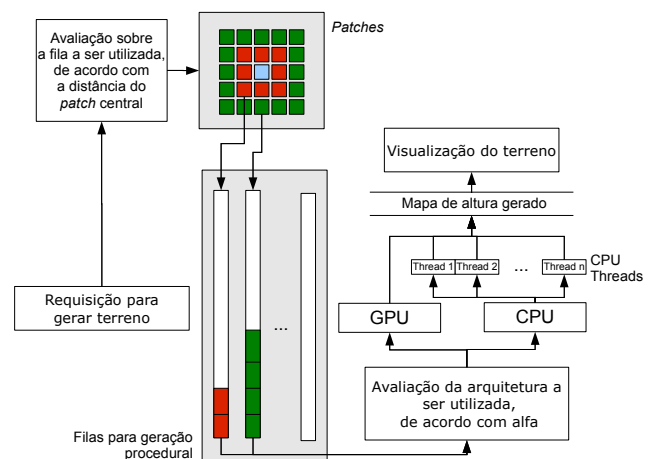 Avaliação sobre
a fila a ser utilizada,
de acordo com
a distância do
patch central
Patches
Requisição para
gerar terreno
...
Filas para geração
procedural
Visualização do terreno
Mapa de altura gerado
Thread 1
Thread 2
...
Thread n
CPU
Threads
GPU
CPU
Avaliação da arquitetura a
ser utilizada,
de acordo com alfa